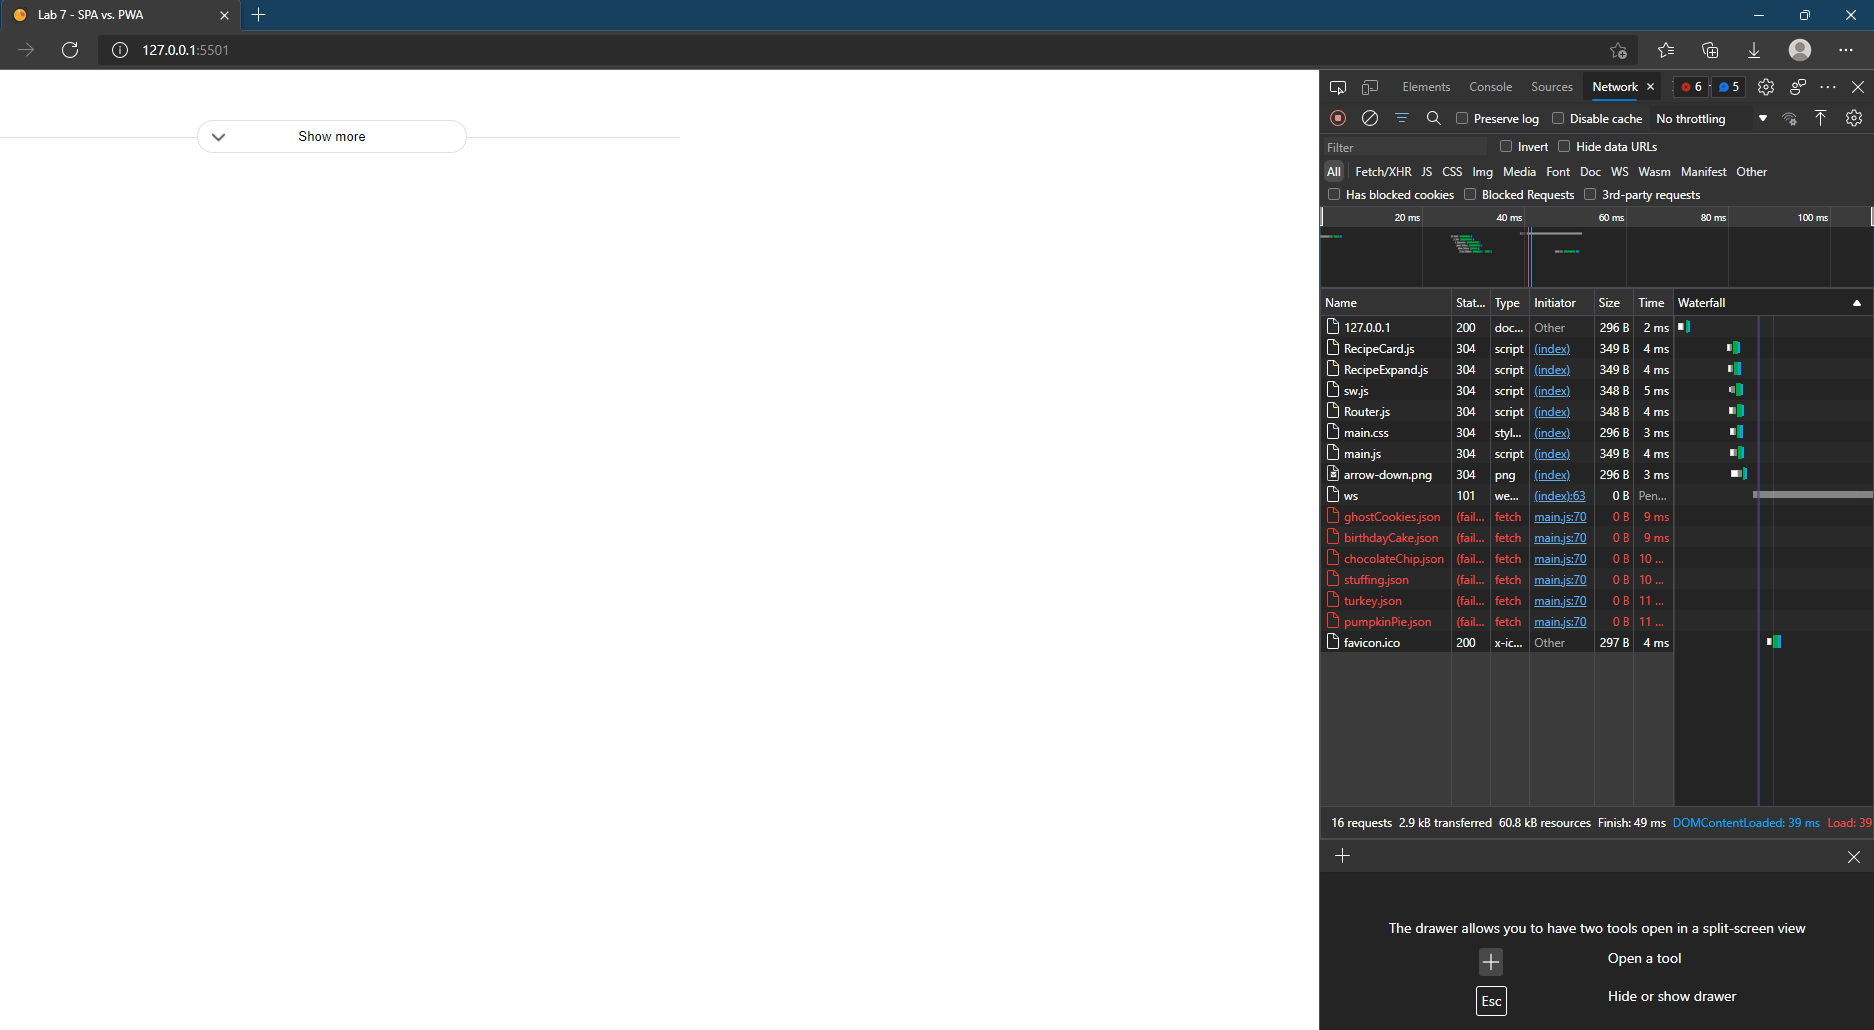 Lab 7 - SPA vs. PWA
127.0.0.1:5501
Show more
Elements Console Sources Network 6 5
Preserve log Disable cache No throttling
Filter Invert Hide data URLs
All Fetch/XHR JS CSS Img Media Font Doc WS Wasm Manifest Other
Has blocked cookies Blocked Requests 3rd-party requests
20 ms 40 ms 60 ms 80 ms 100 ms
Name Stat... Type Initiator Size Time Waterfall
127.0.0.1 200 doc... Other 296 B 2 ms
RecipeCard.js 304 script (index) 349 B 4 ms
RecipeExpand.js 304 script (index) 349 B 4 ms
sw.js 304 script (index) 348 B 5 ms
Router.js 304 script (index) 348 B 4 ms
main.css 304 styl... (index) 296 B 3 ms
main.js 304 script (index) 349 B 4 ms
arrow-down.png 304 png (index) 296 B 3 ms
ws 101 we... (index):63 0 B Pen...
ghostCookies.json (fail... fetch main.js:70 0 B 9 ms
birthdayCake.json (fail... fetch main.js:70 0 B 9 ms
chocolateChip.json (fail... fetch main.js:70 0 B 10 ...
stuffing.json (fail... fetch main.js:70 0 B 10 ...
turkey.json (fail... fetch main.js:70 0 B 11 ...
pumpkinPie.json (fail... fetch main.js:70 0 B 11 ...
favicon.ico 200 x-ic... Other 297 B 4 ms
16 requests 2.9 kB transferred 60.8 kB resources Finish: 49 ms DOMContentLoaded: 39 ms Load: 39
The drawer allows you to have two tools open in a split-screen view
Open a tool
Esc Hide or show drawer